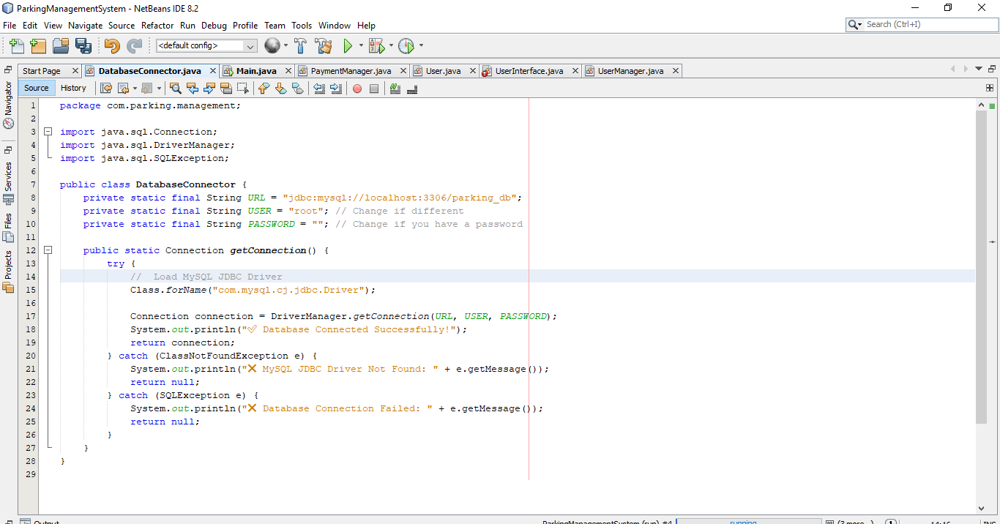 ParkingManagementSystem - NetBeans IDE 8.2
File Edit View Navigate Source Refactor Run Debug Profile Team Tools Window Help
Search (Ctrl+I)
<default config>
Start Page DatabaseConnector.java Main.java PaymentManager.java User.java UserInterface.java UserManager.java
Source History
Navigator
Services
Files
Projects
1 package com.parking.management;
2
3 import java.sql.Connection;
4 import java.sql.DriverManager;
5 import java.sql.SQLException;
6
7 public class DatabaseConnector {
8 private static final String URL = "jdbc:mysql://localhost:3306/parking_db";
9 private static final String USER = "root"; // Change if different
10 private static final String PASSWORD = ""; // Change if you have a password
11
12 public static Connection getConnection() {
13 try {
14 // Load MySQL JDBC Driver
15 Class.forName("com.mysql.cj.jdbc.Driver");
16
17 Connection connection = DriverManager.getConnection(URL, USER, PASSWORD);
18 System.out.println("✅ Database Connected Successfully!");
19 return connection;
20 } catch (ClassNotFoundException e) {
21 System.out.println("❌ MySQL JDBC Driver Not Found: " + e.getMessage());
22 return null;
23 } catch (SQLException e) {
24 System.out.println("❌ Database Connection Failed: " + e.getMessage());
25 return null;
26 }
27 }
28 }
29
Output
ParkingManagementSystem (run) #4 running... (3 more...) 1 14:16 INS